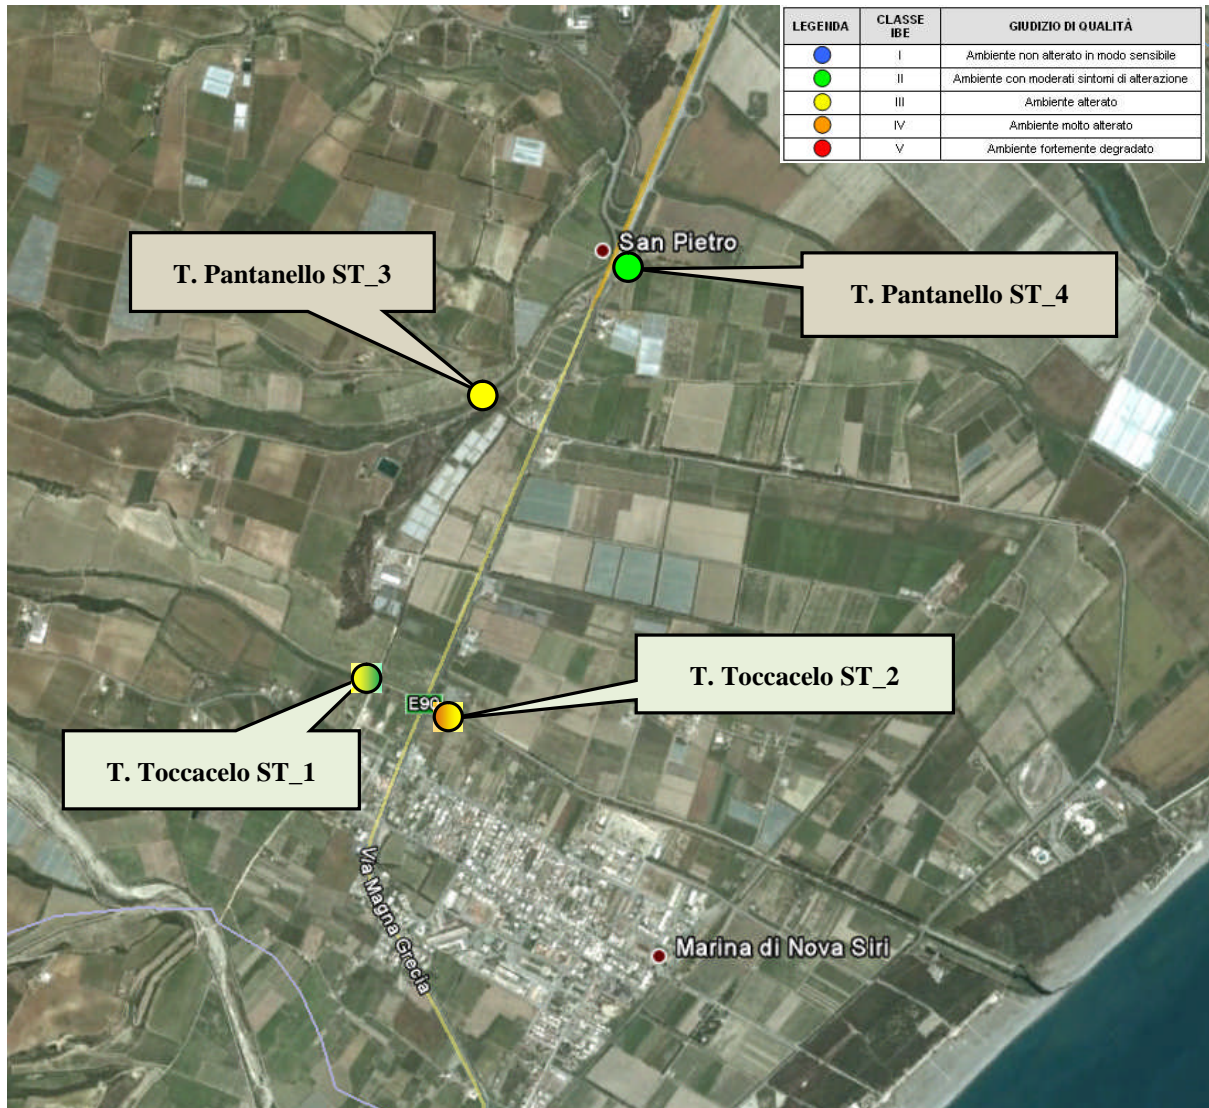 LEGENDA CLASSE IBE GIUDIZIO DI QUALITÀ
I Ambiente non alterato in modo sensibile
II Ambiente con moderati sintomi di alterazione
III Ambiente alterato
IV Ambiente molto alterato
V Ambiente fortemente degradato
San Pietro
T. Pantanello ST_3
T. Pantanello ST_4
T. Toccacelo ST_2
E90
T. Toccacelo ST_1
Via Magna Grecia
Marina di Nova Siri